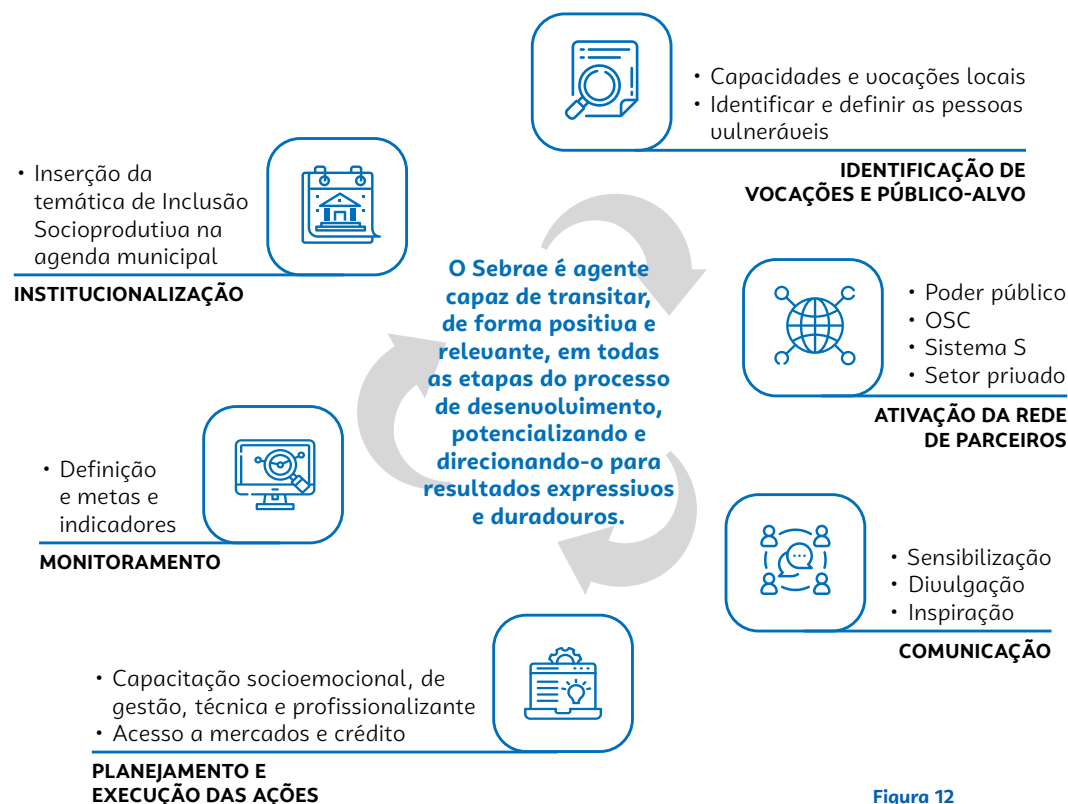 • Capacidades e vocações locais
• Identificar e definir as pessoas
vulneráveis
IDENTIFICAÇÃO DE
VOCAÇÕES E PÚBLICO-ALVO
• Poder público
• OSC
• Sistema S
• Setor privado
ATIVAÇÃO DA REDE
DE PARCEIROS
• Sensibilização
• Divulgação
• Inspiração
COMUNICAÇÃO
• Capacitação socioemocional, de
gestão, técnica e profissionalizante
• Acesso a mercados e crédito
PLANEJAMENTO E
EXECUÇÃO DAS AÇÕES
• Definição
e metas e
indicadores
MONITORAMENTO
• Inserção da
temática de Inclusão
Socioprodutiva na
agenda municipal
INSTITUCIONALIZAÇÃO
O Sebrae é agente
capaz de transitar,
de forma positiva e
relevante, em todas
as etapas do processo
de desenvolvimento,
potencializando e
direcionando-o para
resultados expressivos
e duradouros.
Figura 12